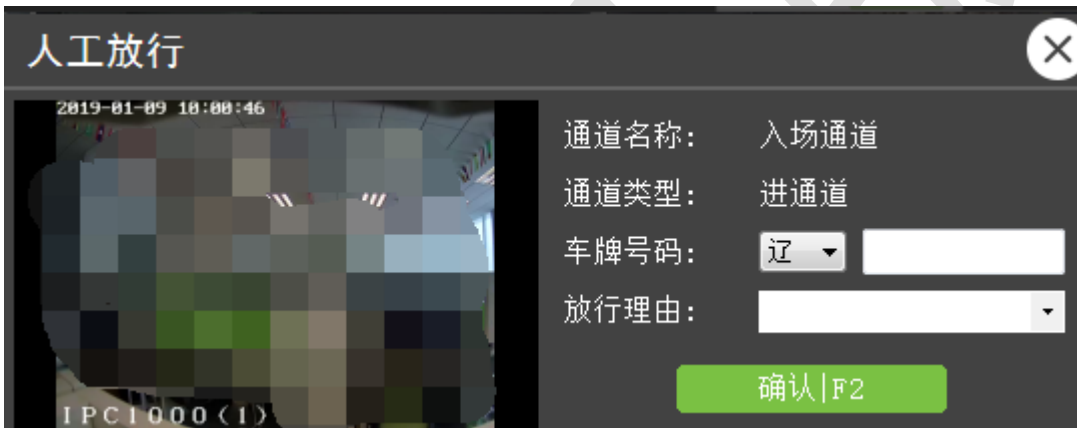 人工放行
2019-01-09 10:00:46
通道名称： 入场通道
通道类型： 进通道
车牌号码： 辽
放行理由：
确认|F2
IPC1000(1)